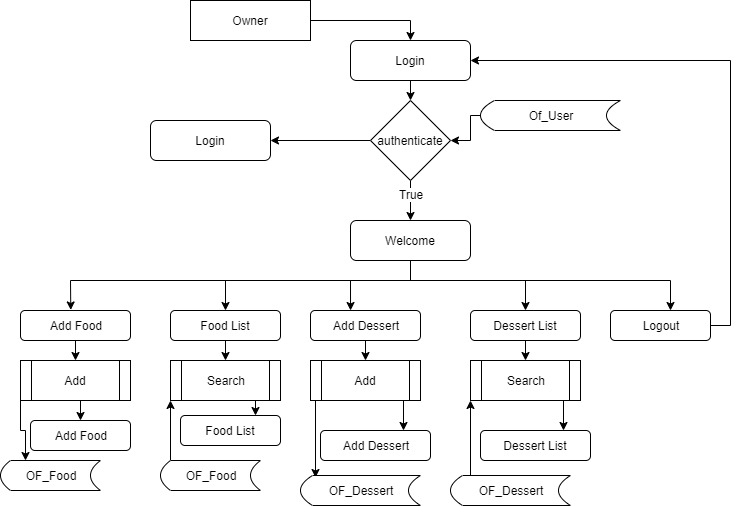 Owner
Login
Of_User
Login
authenticate
True
Welcome
Add Food
Food List
Add Dessert
Dessert List
Logout
Add
Search
Add
Search
Add Food
Food List
Add Dessert
Dessert List
OF_Food
OF_Food
OF_Dessert
OF_Dessert